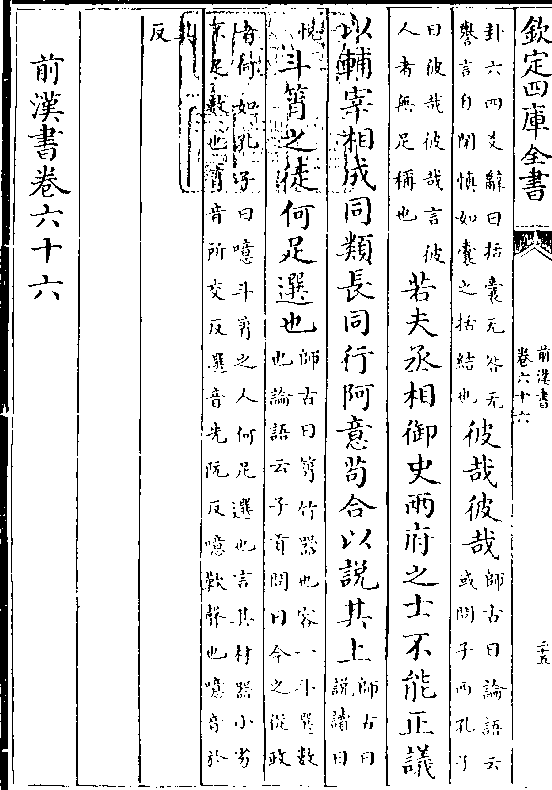 欽定四庫全書
前漢書
卷六十六
卦六四爻辭曰括囊无咎无
譽言自閉慎如囊之括結也
彼哉彼哉
師古曰論語云
或問子西孔子
曰彼哉彼哉言彼
人者無足稱也
若夫丞相御史兩府之士不能正議
以輔宰相成同類長同行阿意苟合以說其上
師古曰
説讀曰
悅
斗筲之徒何足選也
師古曰筲竹器也容一斗選數
也論語云子貢問曰今之從政
者何如孔子曰噫斗筲之人何足選也言其材器小劣
不足數也筲音所交反選音先阮反噫歎聲也噫音於
其
反
前漢書卷六十六